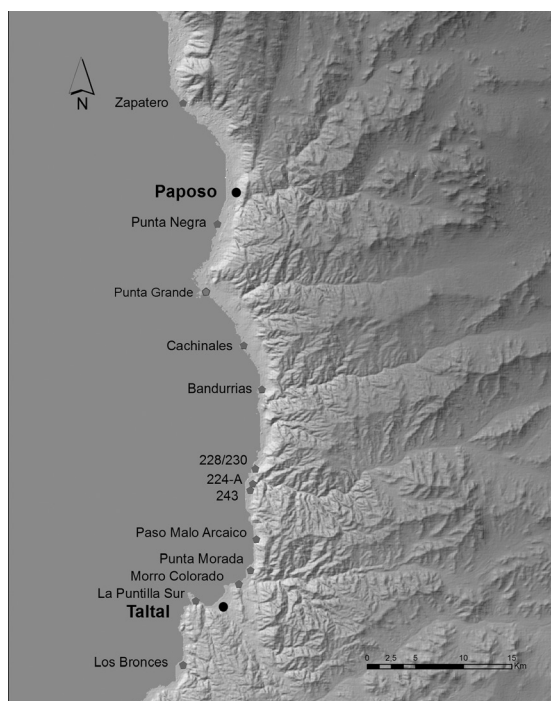 N
Zapatero
Paposo
Punta Negra
Punta Grande
Cachinales
Bandurrias
228/230
224-A
243
Paso Malo Arcaico
Punta Morada
Morro Colorado
La Puntilla Sur
Taltal
Los Bronces
0 2,5 5 10 15
Km